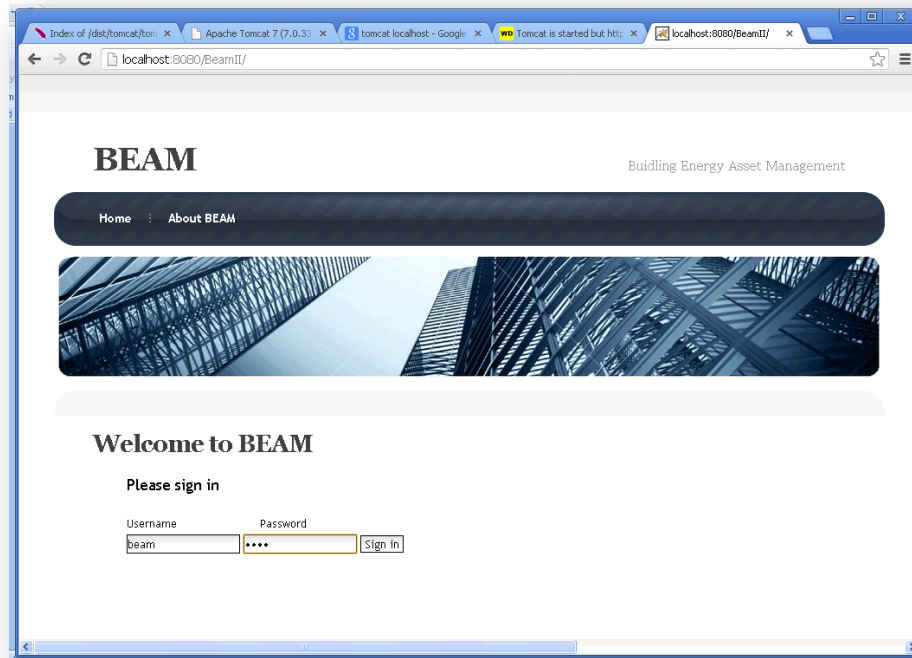 Index of /dist/tomcat/tom
Apache Tomcat 7 (7.0.33
tomcat localhost - Google
WD Tomcat is started but http
localhost:8080/BeamII/
localhost:8080/BeamII/
BEAM
Buidling Energy Asset Management
Home
About BEAM
Welcome to BEAM
Please sign in
Username Password
beam •••• Sign in